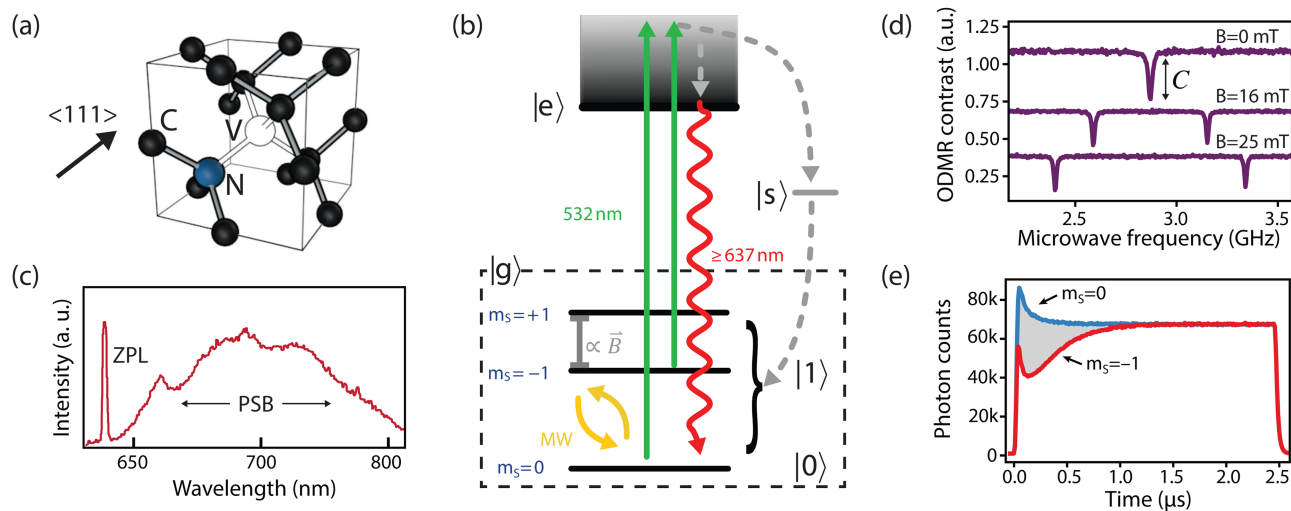 (a)
<111>
C
V
N
(b)
|e⟩
|s⟩
532 nm
≥ 637 nm
|g⟩
mS=+1
∝ B⃗
mS=−1
|1⟩
MW
mS=0
|0⟩
(c)
Intensity (a. u.)
ZPL
PSB
650
700
800
Wavelength (nm)
(d)
ODMR contrast (a.u.)
1.25
1.00
0.75
0.50
0.25
B=0 mT
C
B=16 mT
B=25 mT
2.5
3.0
3.5
Microwave frequency (GHz)
(e)
Photon counts
80k
60k
40k
20k
0
mS=0
mS=−1
0.0
0.5
1.0
1.5
2.0
2.5
Time (μs)